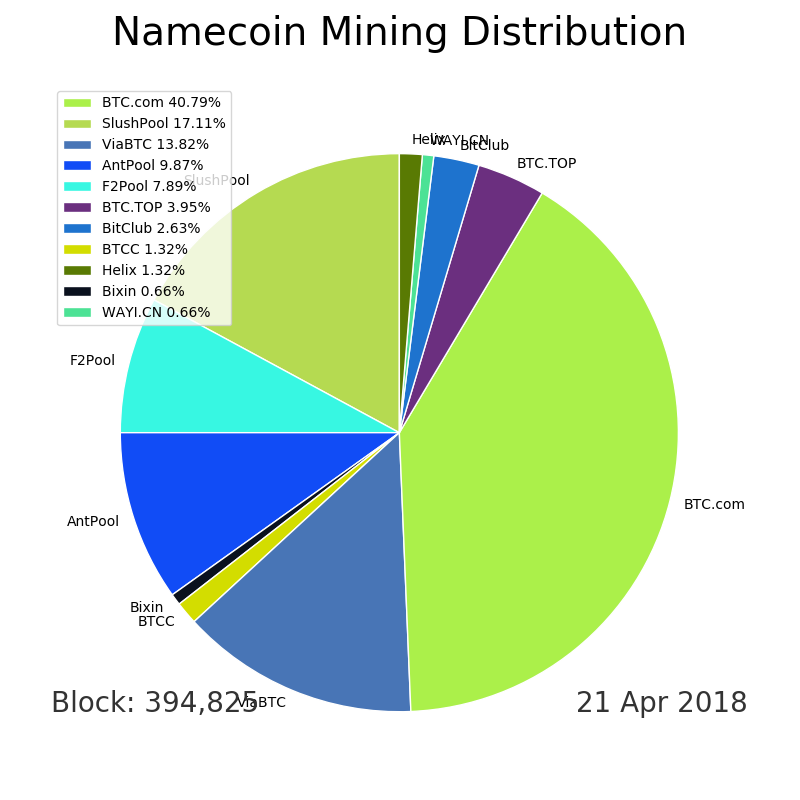 Namecoin Mining Distribution
BTC.com 40.79%
SlushPool 17.11%
ViaBTC 13.82%
AntPool 9.87%
F2Pool 7.89%
BTC.TOP 3.95%
BitClub 2.63%
BTCC 1.32%
Helix 1.32%
Bixin 0.66%
WAYI.CN 0.66%
Helix
WAYI.CN
BitClub
BTC.TOP
SlushPool
F2Pool
BTC.com
AntPool
Bixin
BTCC
ViaBTC
Block: 394,825
21 Apr 2018